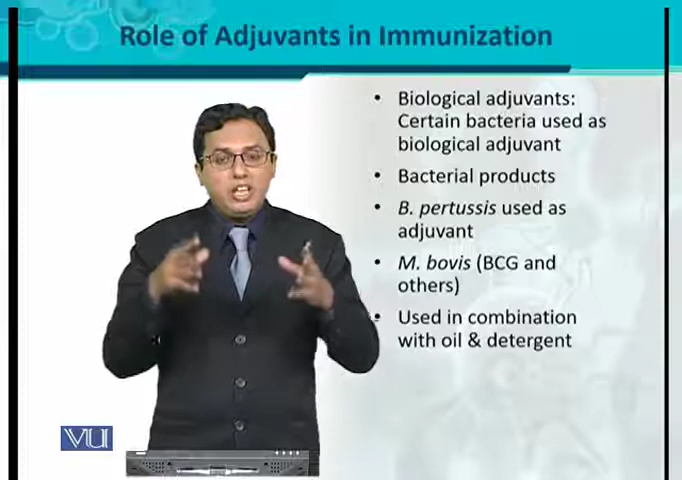 Role of Adjuvants in Immunization
• Biological adjuvants:
Certain bacteria used as
biological adjuvant
• Bacterial products
• B. pertussis used as
adjuvant
• M. bovis (BCG and
others)
• Used in combination
with oil & detergent
VU